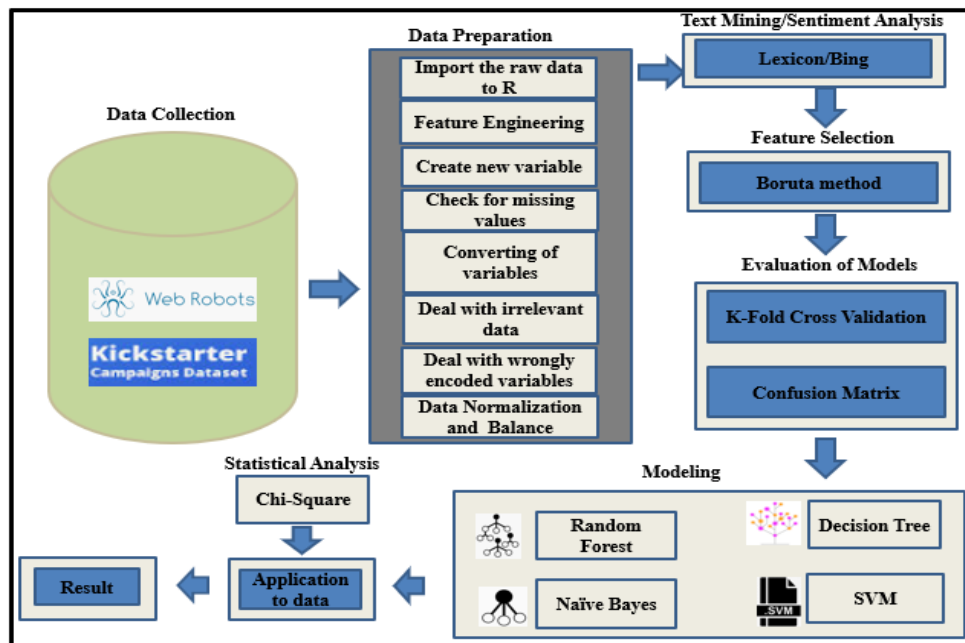 Data Collection
Web Robots
Kickstarter
Campaigns Dataset
Data Preparation
Import the raw data
to R
Feature Engineering
Create new variable
Check for missing
values
Converting of
variables
Deal with irrelevant
data
Deal with wrongly
encoded variables
Data Normalization
and Balance
Text Mining/Sentiment Analysis
Lexicon/Bing
Feature Selection
Boruta method
Evaluation of Models
K-Fold Cross Validation
Confusion Matrix
Modeling
Random
Forest
Decision Tree
Naïve Bayes
.SVM
SVM
Statistical Analysis
Chi-Square
Application
to data
Result